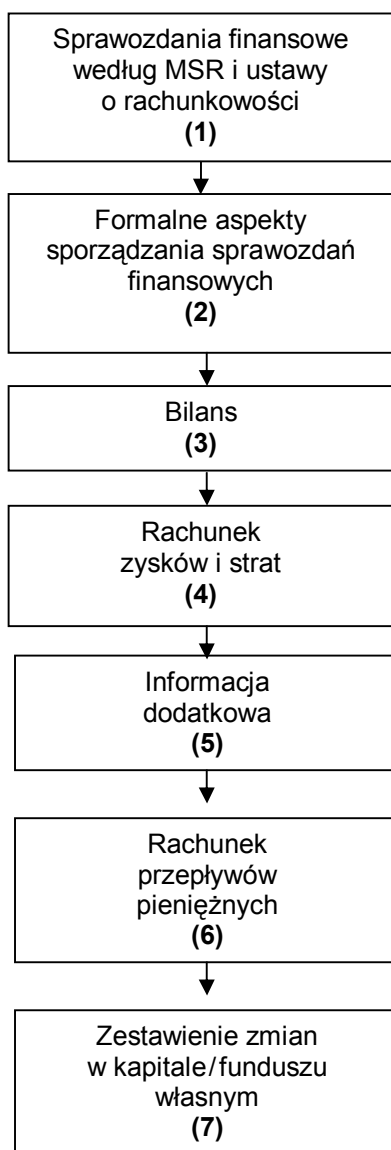 Sprawozdania finansowe
według MSR i ustawy
o rachunkowości
(1)
Formalne aspekty
sporządzania sprawozdań
finansowych
(2)
Bilans
(3)
Rachunek
zysków i strat
(4)
Informacja
dodatkowa
(5)
Rachunek
przepływów
pieniężnych
(6)
Zestawienie zmian
w kapitale/funduszu
własnym
(7)